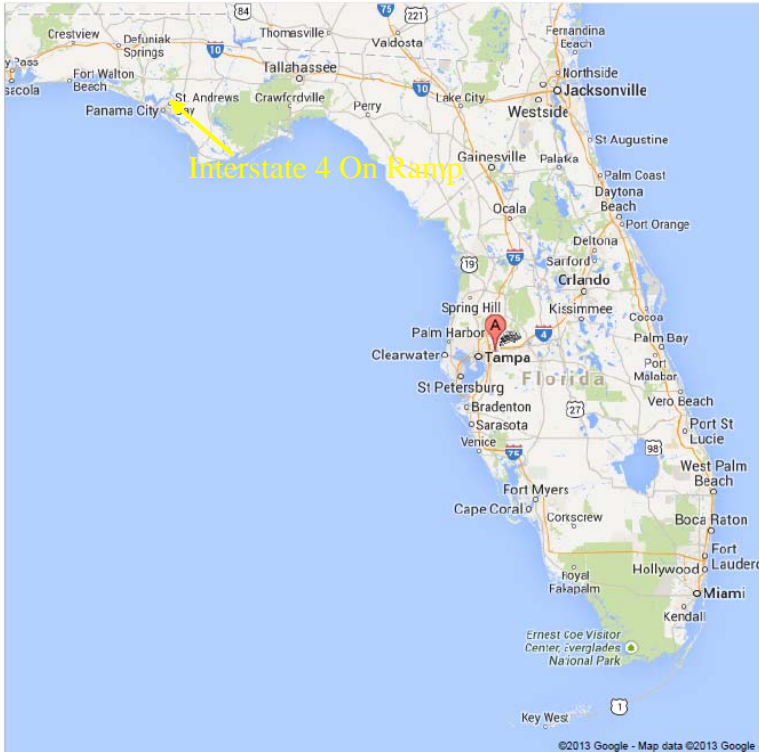 84
221
Crestview
Defuniak
Springs
Thomasville
Valdosta
Fernandina
Beach
10
y Bay
scola
Fort Walton
Beach
Tallahassee
10
Northside
Jacksonville
St. Andrews
Bay
Panama City
Crawfordville
Perry
Lake City
Westside
Interstate 4 On Ramp
St Augustine
Gainesville
Palatka
Palm Coast
Daytona
Beach
Ocala
Port Orange
Deltona
75
19
Sanford
Orlando
Spring Hill
Kissimmee
A
Cocoa
Palm Harbor
4
Palm Bay
Clearwater
Tampa
Port
Malabar
St Petersburg
Florida
Vero Beach
Bradenton
27
Sarasota
Port St
Lucie
Venice
75
98
West Palm
Beach
Fort Myers
Cape Coral
Corkscrew
Boca Raton
Fort
Lauderd
Royal
Fakapalm
Hollywood
Miami
Kendall
Ernest Coe Visitor
Center, Everglades
National Park
Key West
1
©2013 Google - Map data ©2013 Google